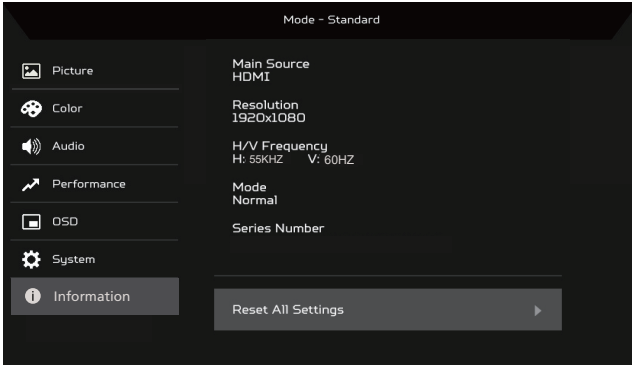 Mode - Standard
Picture
Color
Audio
Performance
OSD
System
Information
Main Source
HDMI
Resolution
1920x1080
H/V Frequency
H: 55KHZ V: 60HZ
Mode
Normal
Series Number
Reset All Settings